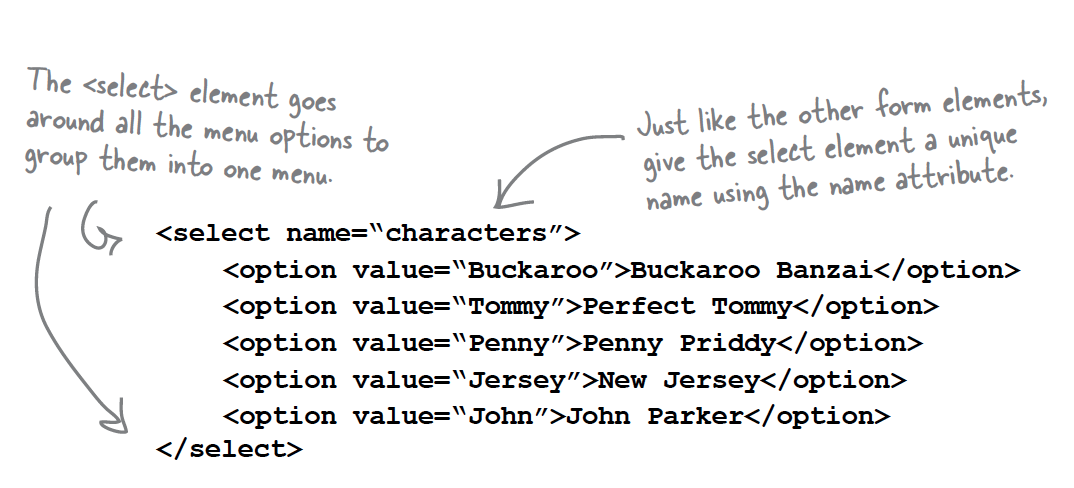 The <select> element goes
around all the menu options to
group them into one menu.
Just like the other form elements,
give the select element a unique
name using the name attribute.
<select name=“characters”>
<option value=“Buckaroo”>Buckaroo Banzai</option>
<option value=“Tommy”>Perfect Tommy</option>
<option value=“Penny”>Penny Priddy</option>
<option value=“Jersey”>New Jersey</option>
<option value=“John”>John Parker</option>
</select>